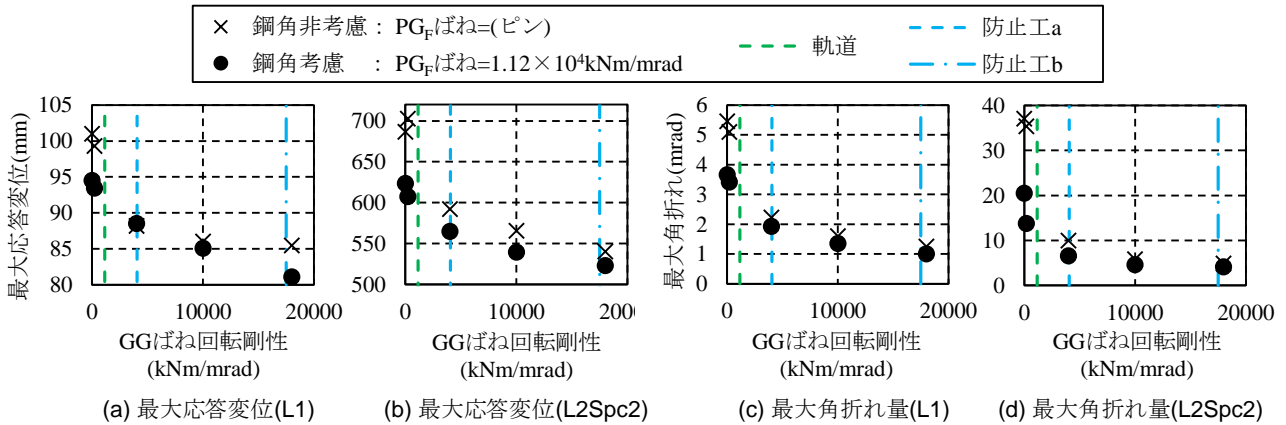 × 鋼角非考慮 : PG_Fばね=(ピン)
● 鋼角考慮 : PG_Fばね=1.12×10⁴kNm/mrad
軌道
防止工a
防止工b
最大応答変位(mm)
105
100
95
90
85
80
0 10000 20000
GGばね回転剛性
(kNm/mrad)
(a) 最大応答変位(L1)
700
650
600
550
500
0 10000 2000
GGばね回転剛性
(kNm/mrad)
(b) 最大応答変位(L2Spc2)
最大角折れ(mrad)
6
5
4
3
2
1
0
0 10000 20000
GGばね回転剛性
(kNm/mrad)
(c) 最大角折れ量(L1)
40
30
20
10
0
0 10000 20000
GGばね回転剛性
(kNm/mrad)
(d) 最大角折れ量(L2Spc2)